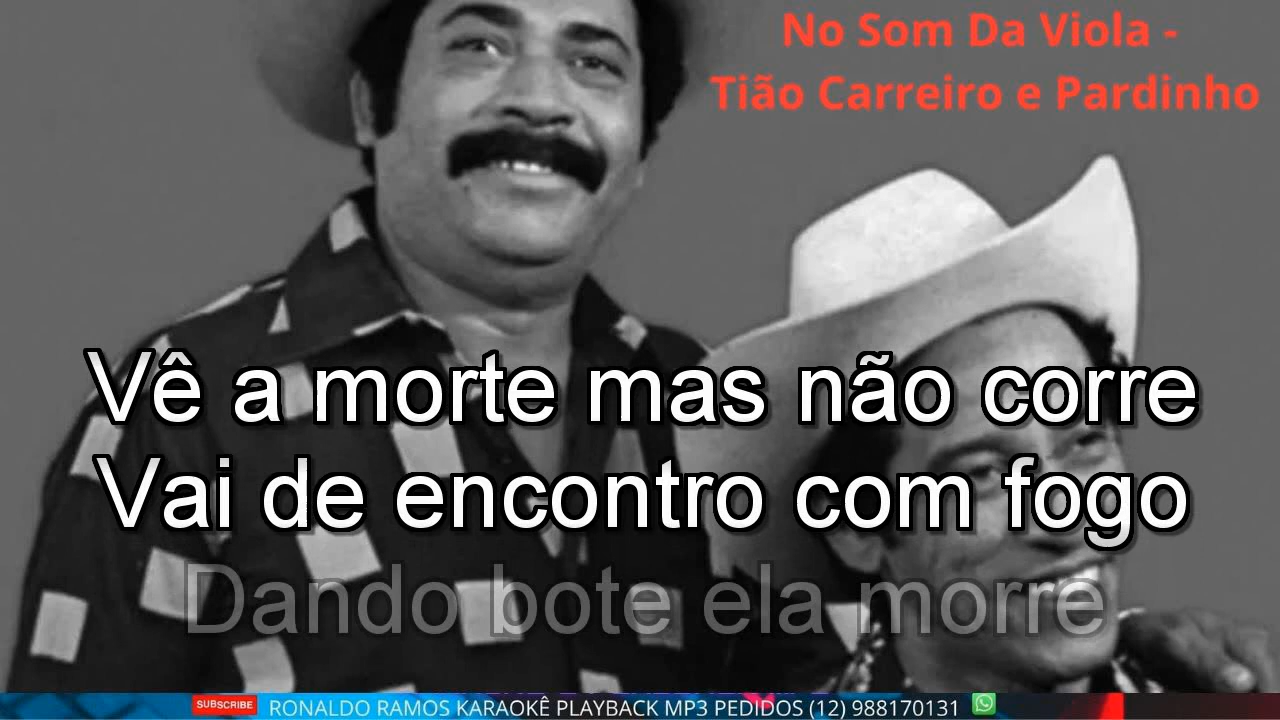 No Som Da Viola -
Tião Carreiro e Pardinho
Vê a morte mas não corre
Vai de encontro com fogo
Dando bote ela morre
SUBSCRIBE RONALDO RAMOS KARAOKÊ PLAYBACK MP3 PEDIDOS (12) 988170131